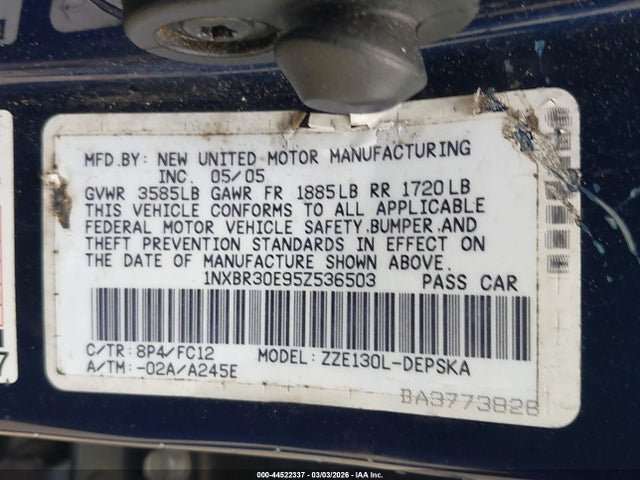 MFD.BY: NEW UNITED MOTOR MANUFACTURING
INC. 05/05
GVWR 3585LB GAWR FR 1885LB RR 1720LB
THIS VEHICLE CONFORMS TO ALL APPLICABLE
FEDERAL MOTOR VEHICLE SAFETY,BUMPER,AND
THEFT PREVENTION STANDARDS IN EFFECT ON
THE DATE OF MANUFACTURE SHOWN ABOVE.
1NXBR30E95Z536503 PASS CAR
C/TR: 8P4/FC12 MODEL: ZZE130L-DEPSKA
A/TM: -02A/A245E
BA3773828
7
000-44522337 - 03/03/2026 - IAA Inc.